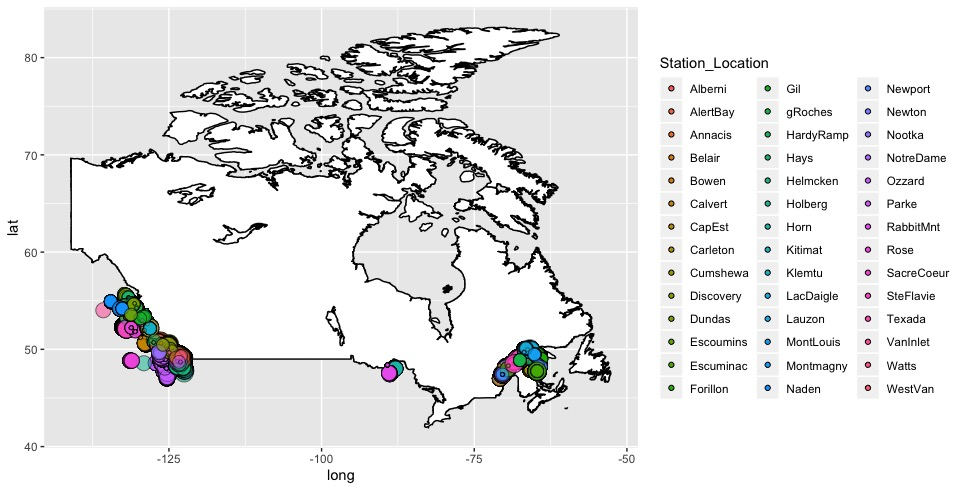 80
70
60
50
40
lat
-125
-100
-75
-50
long
Station_Location
Alberni
AlertBay
Annacis
Belair
Bowen
Calvert
CapEst
Carleton
Cumshewa
Discovery
Dundas
Escoumins
Escuminac
Forillon
Gil
gRoches
HardyRamp
Hays
Helmcken
Holberg
Horn
Kitimat
Klemtu
LacDaigle
Lauzon
MontLouis
Montmagny
Naden
Newport
Newton
Nootka
NotreDame
Ozzard
Parke
RabbitMnt
Rose
SacreCoeur
SteFlavie
Texada
VanInlet
Watts
WestVan